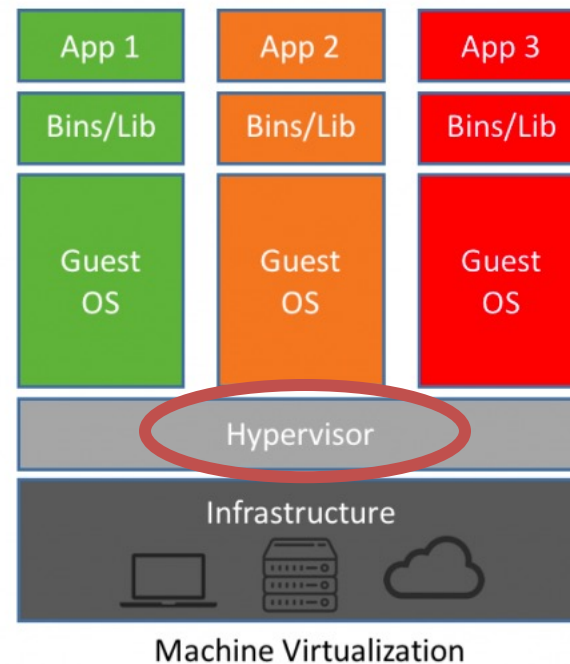 App 1
App 2
App 3
Bins/Lib
Bins/Lib
Bins/Lib
Guest
OS
Guest
OS
Guest
OS
Hypervisor
Infrastructure
Machine Virtualization